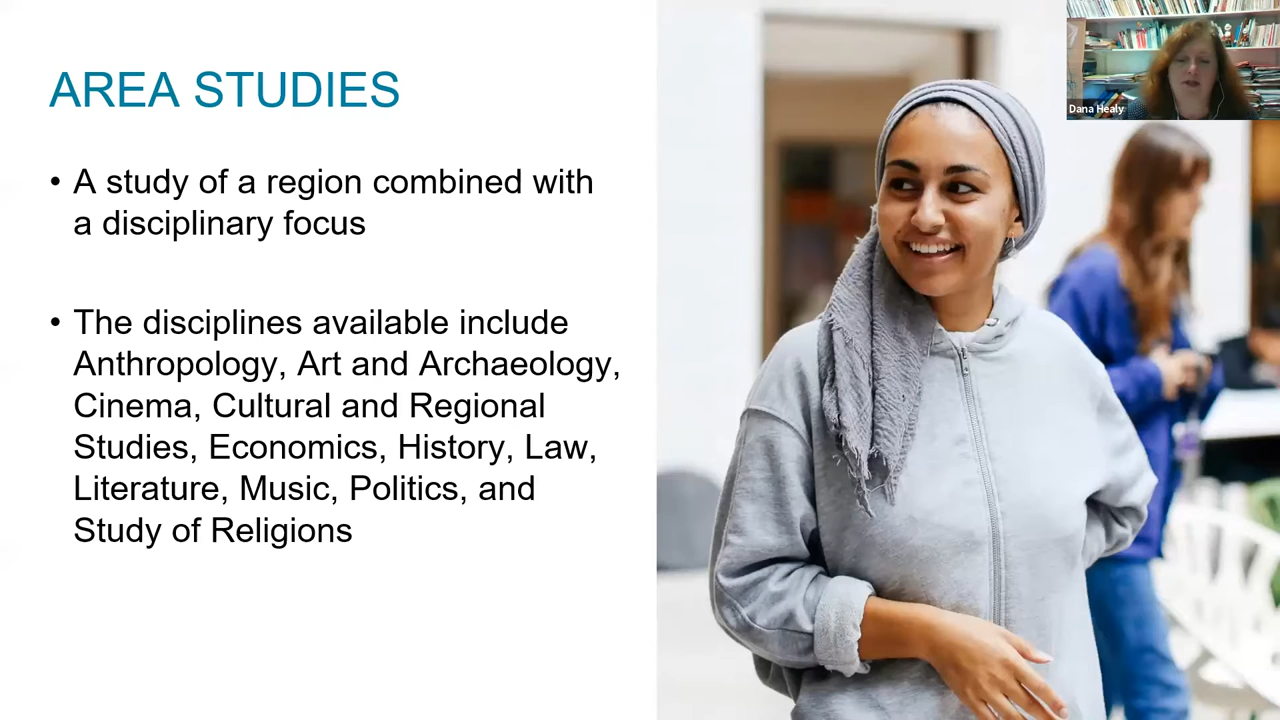 AREA STUDIES
• A study of a region combined with
a disciplinary focus
• The disciplines available include
Anthropology, Art and Archaeology,
Cinema, Cultural and Regional
Studies, Economics, History, Law,
Literature, Music, Politics, and
Study of Religions
Dana Healy